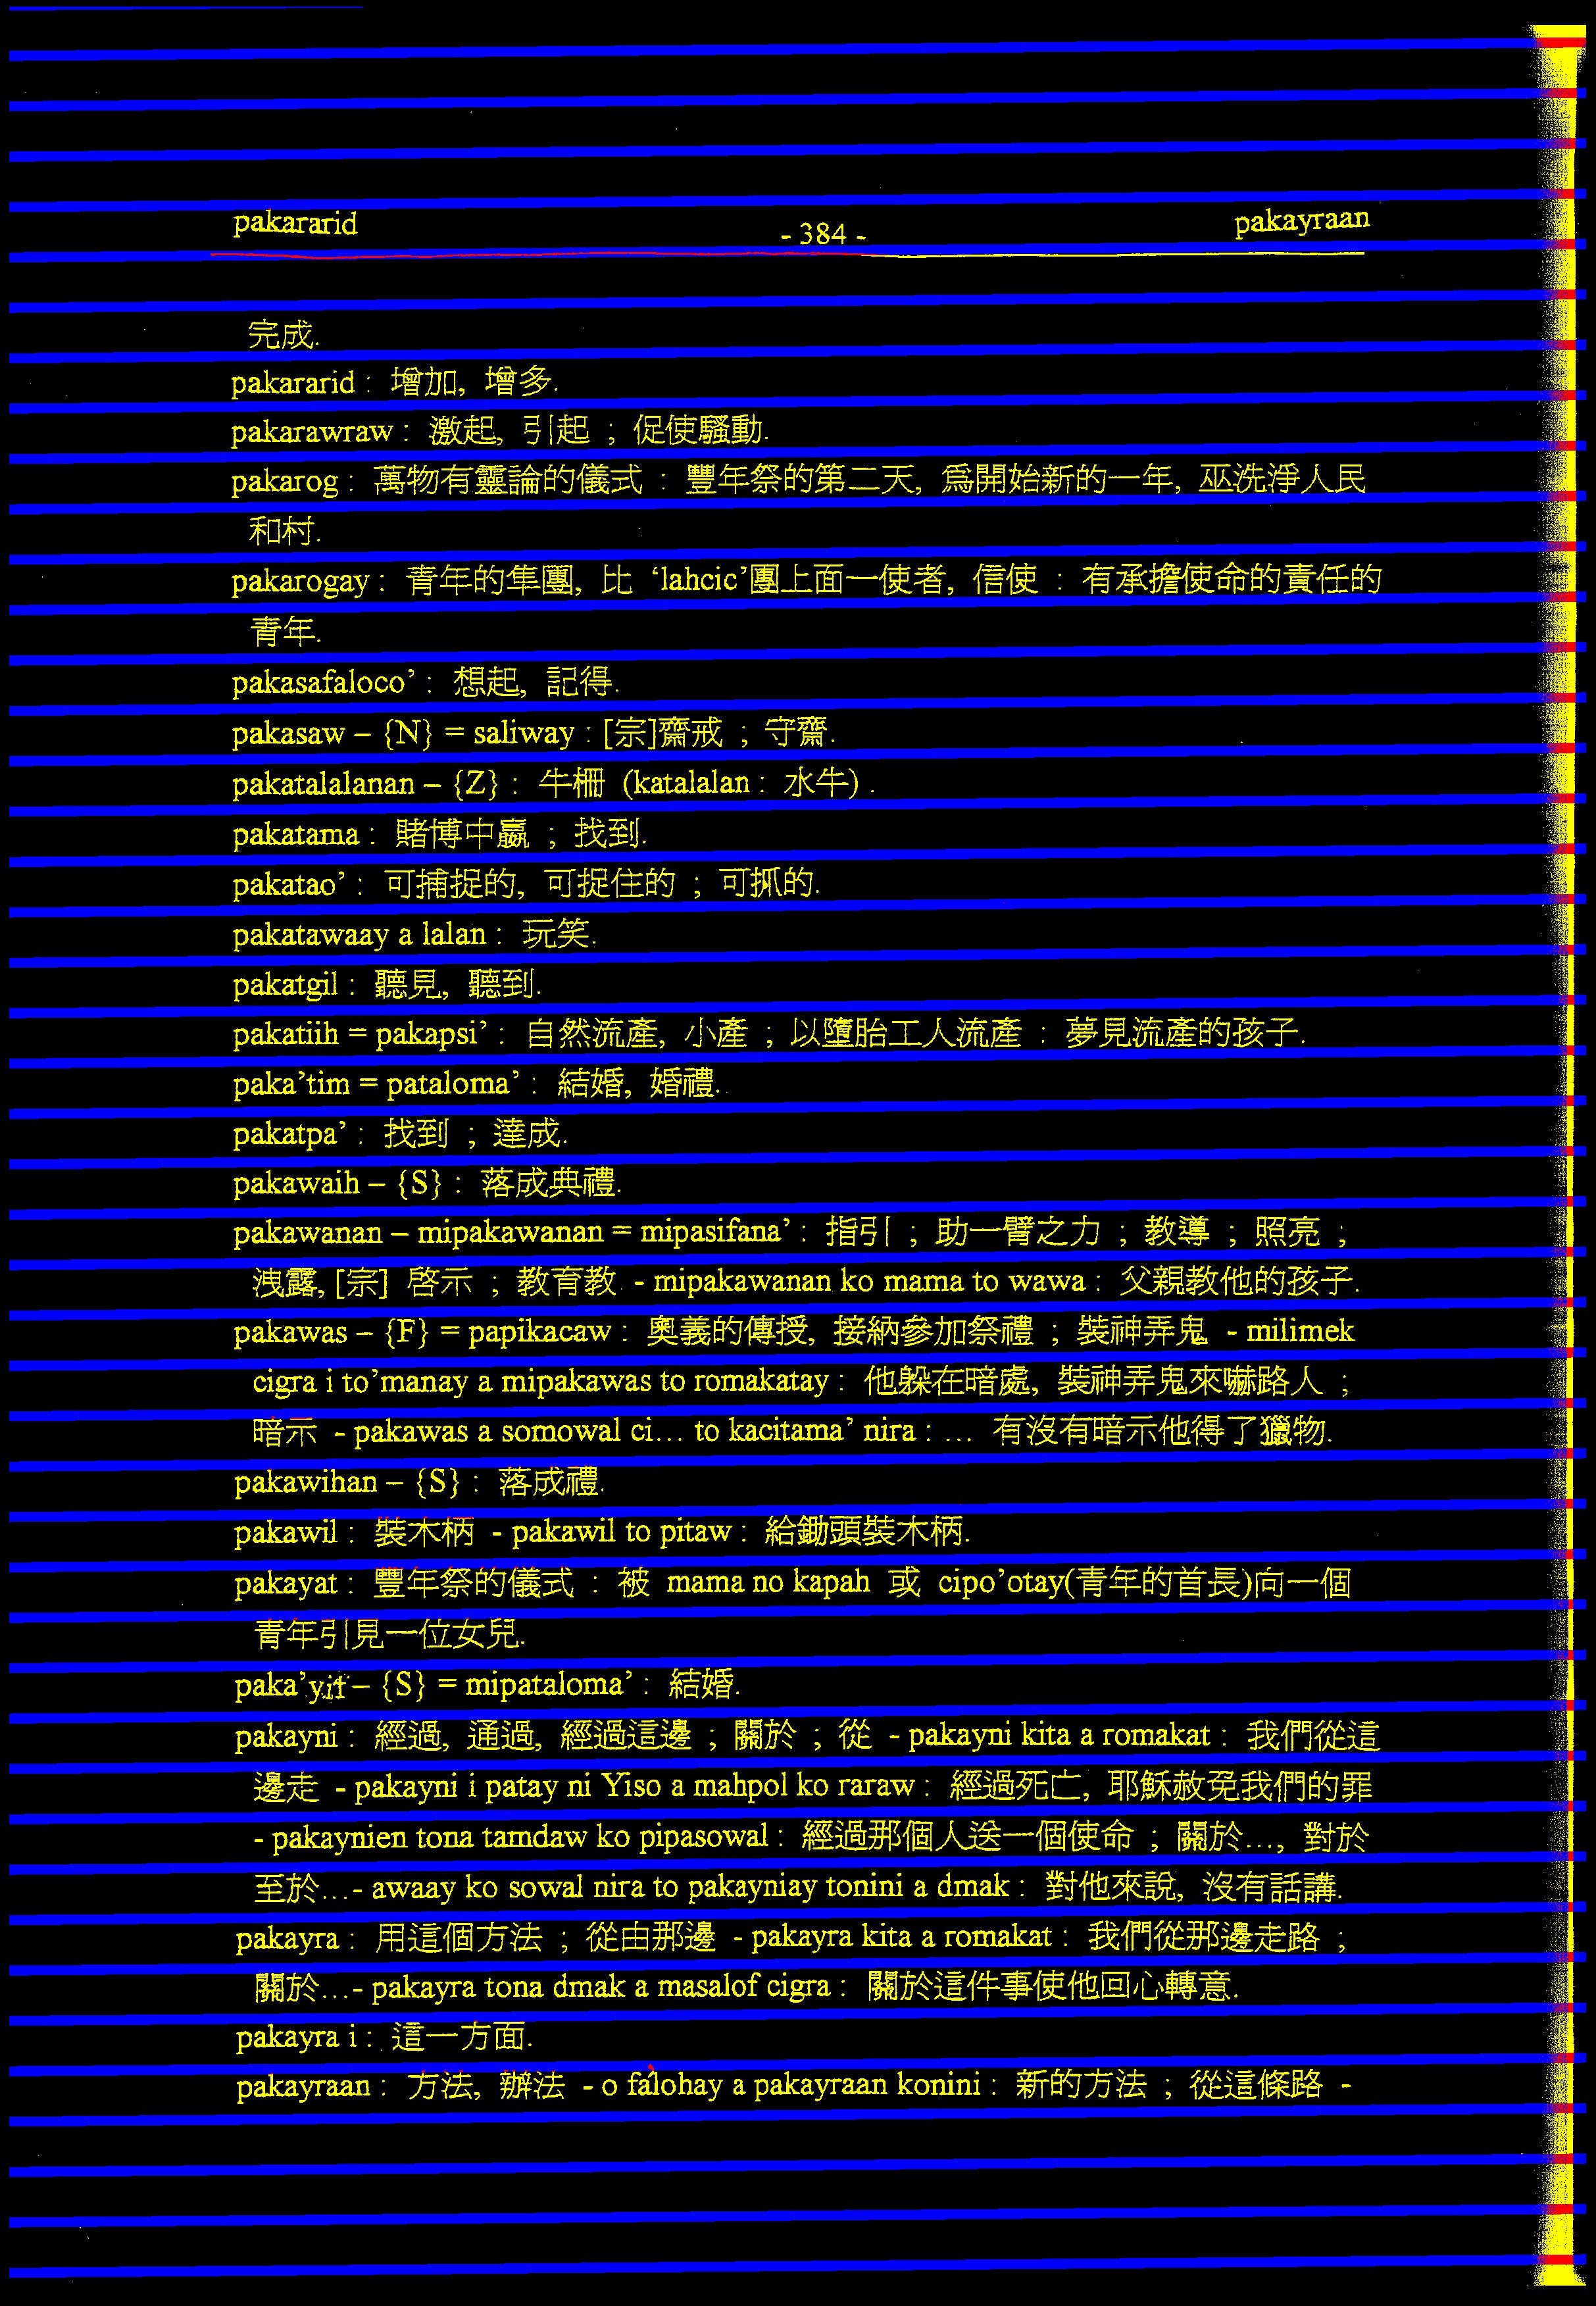 pakararid - 384 - pakayraan
完成.
pakararid : 增加, 增多.
pakarawraw : 激起, 引起 ; 促使騷動.
pakarog : 萬物有靈論的儀式 : 豐年祭的第二天, 為開始新的一年, 巫洗淨人民
和村.
pakarogay : 青年的隼團, 比 ‘lahcic’團上面一使者, 信使 : 有承擔使命的責任的
青年.
pakasafaloco’ : 想起, 記得.
pakasaw – {N} = saliway : [宗]齋戒 ; 守齋.
pakatalalanan – {Z} : 牛柵 (katalalan : 水牛) .
pakatama : 賭博中嬴 ; 找到.
pakatao’ : 可捕捉的, 可捉住的 ; 可抓的.
pakatawaay a lalan : 玩笑.
pakatgil : 聽見, 聽到.
pakatiih = pakapsi’ : 自然流產, 小產 ; 以墮胎工人流產 : 夢見流產的孩子.
paka’tim = pataloma’ : 結婚, 婚禮.
pakatpa’ : 找到 ; 達成.
pakawaih – {S} : 落成典禮.
pakawanan – mipakawanan = mipasifana’ : 指引 ; 助一臂之力 ; 教導 ; 照亮 ;
洩露, [宗] 啓示 ; 教育教 - mipakawanan ko mama to wawa : 父親教他的孩子.
pakawas – {F} = papikacaw : 奧義的傳授, 接納參加祭禮 ; 裝神弄鬼 - milimek
cigra i to’manay a mipakawas to romakatay : 他躲在暗處, 裝神弄鬼來嚇路人 ;
暗示 - pakawas a somowal ci... to kacitama’ nira : ... 有沒有暗示他得了獵物.
pakawihan – {S} : 落成禮.
pakawil : 裝木柄 - pakawil to pitaw : 給鋤頭裝木柄.
pakayat : 豐年祭的儀式 : 被 mama no kapah 或 cipo’otay(青年的首長)向一個
青年引見一位女兒.
– {S} = mipataloma’ : 結婚.
pakayni : 經過, 通過, 經過這邊 ; 關於 ; 從 - pakayni kita a romakat : 我們從這
邊走 - pakayni i patay ni Yiso a mahpol ko raraw : 經過死亡, 耶穌赦免我們的罪
- pakaynien tona tamdaw ko pipasowal : 經過那個人送一個使命 ; 關於..., 對於
至於...- awaay ko sowal nira to pakayniay tonini a dmak : 對他來說, 沒有話講.
pakayra : 用這個方法 ; 從由那邊 - pakayra kita a romakat : 我們從那邊走路 ;
關於...- pakayra tona dmak a masalof cigra : 關於這件事使他回心轉意.
pakayra i : 這一方面.
pakayraan : 方法, 辦法 - o falohay a pakayraan konini : 新的方法 ; 從這條路 -